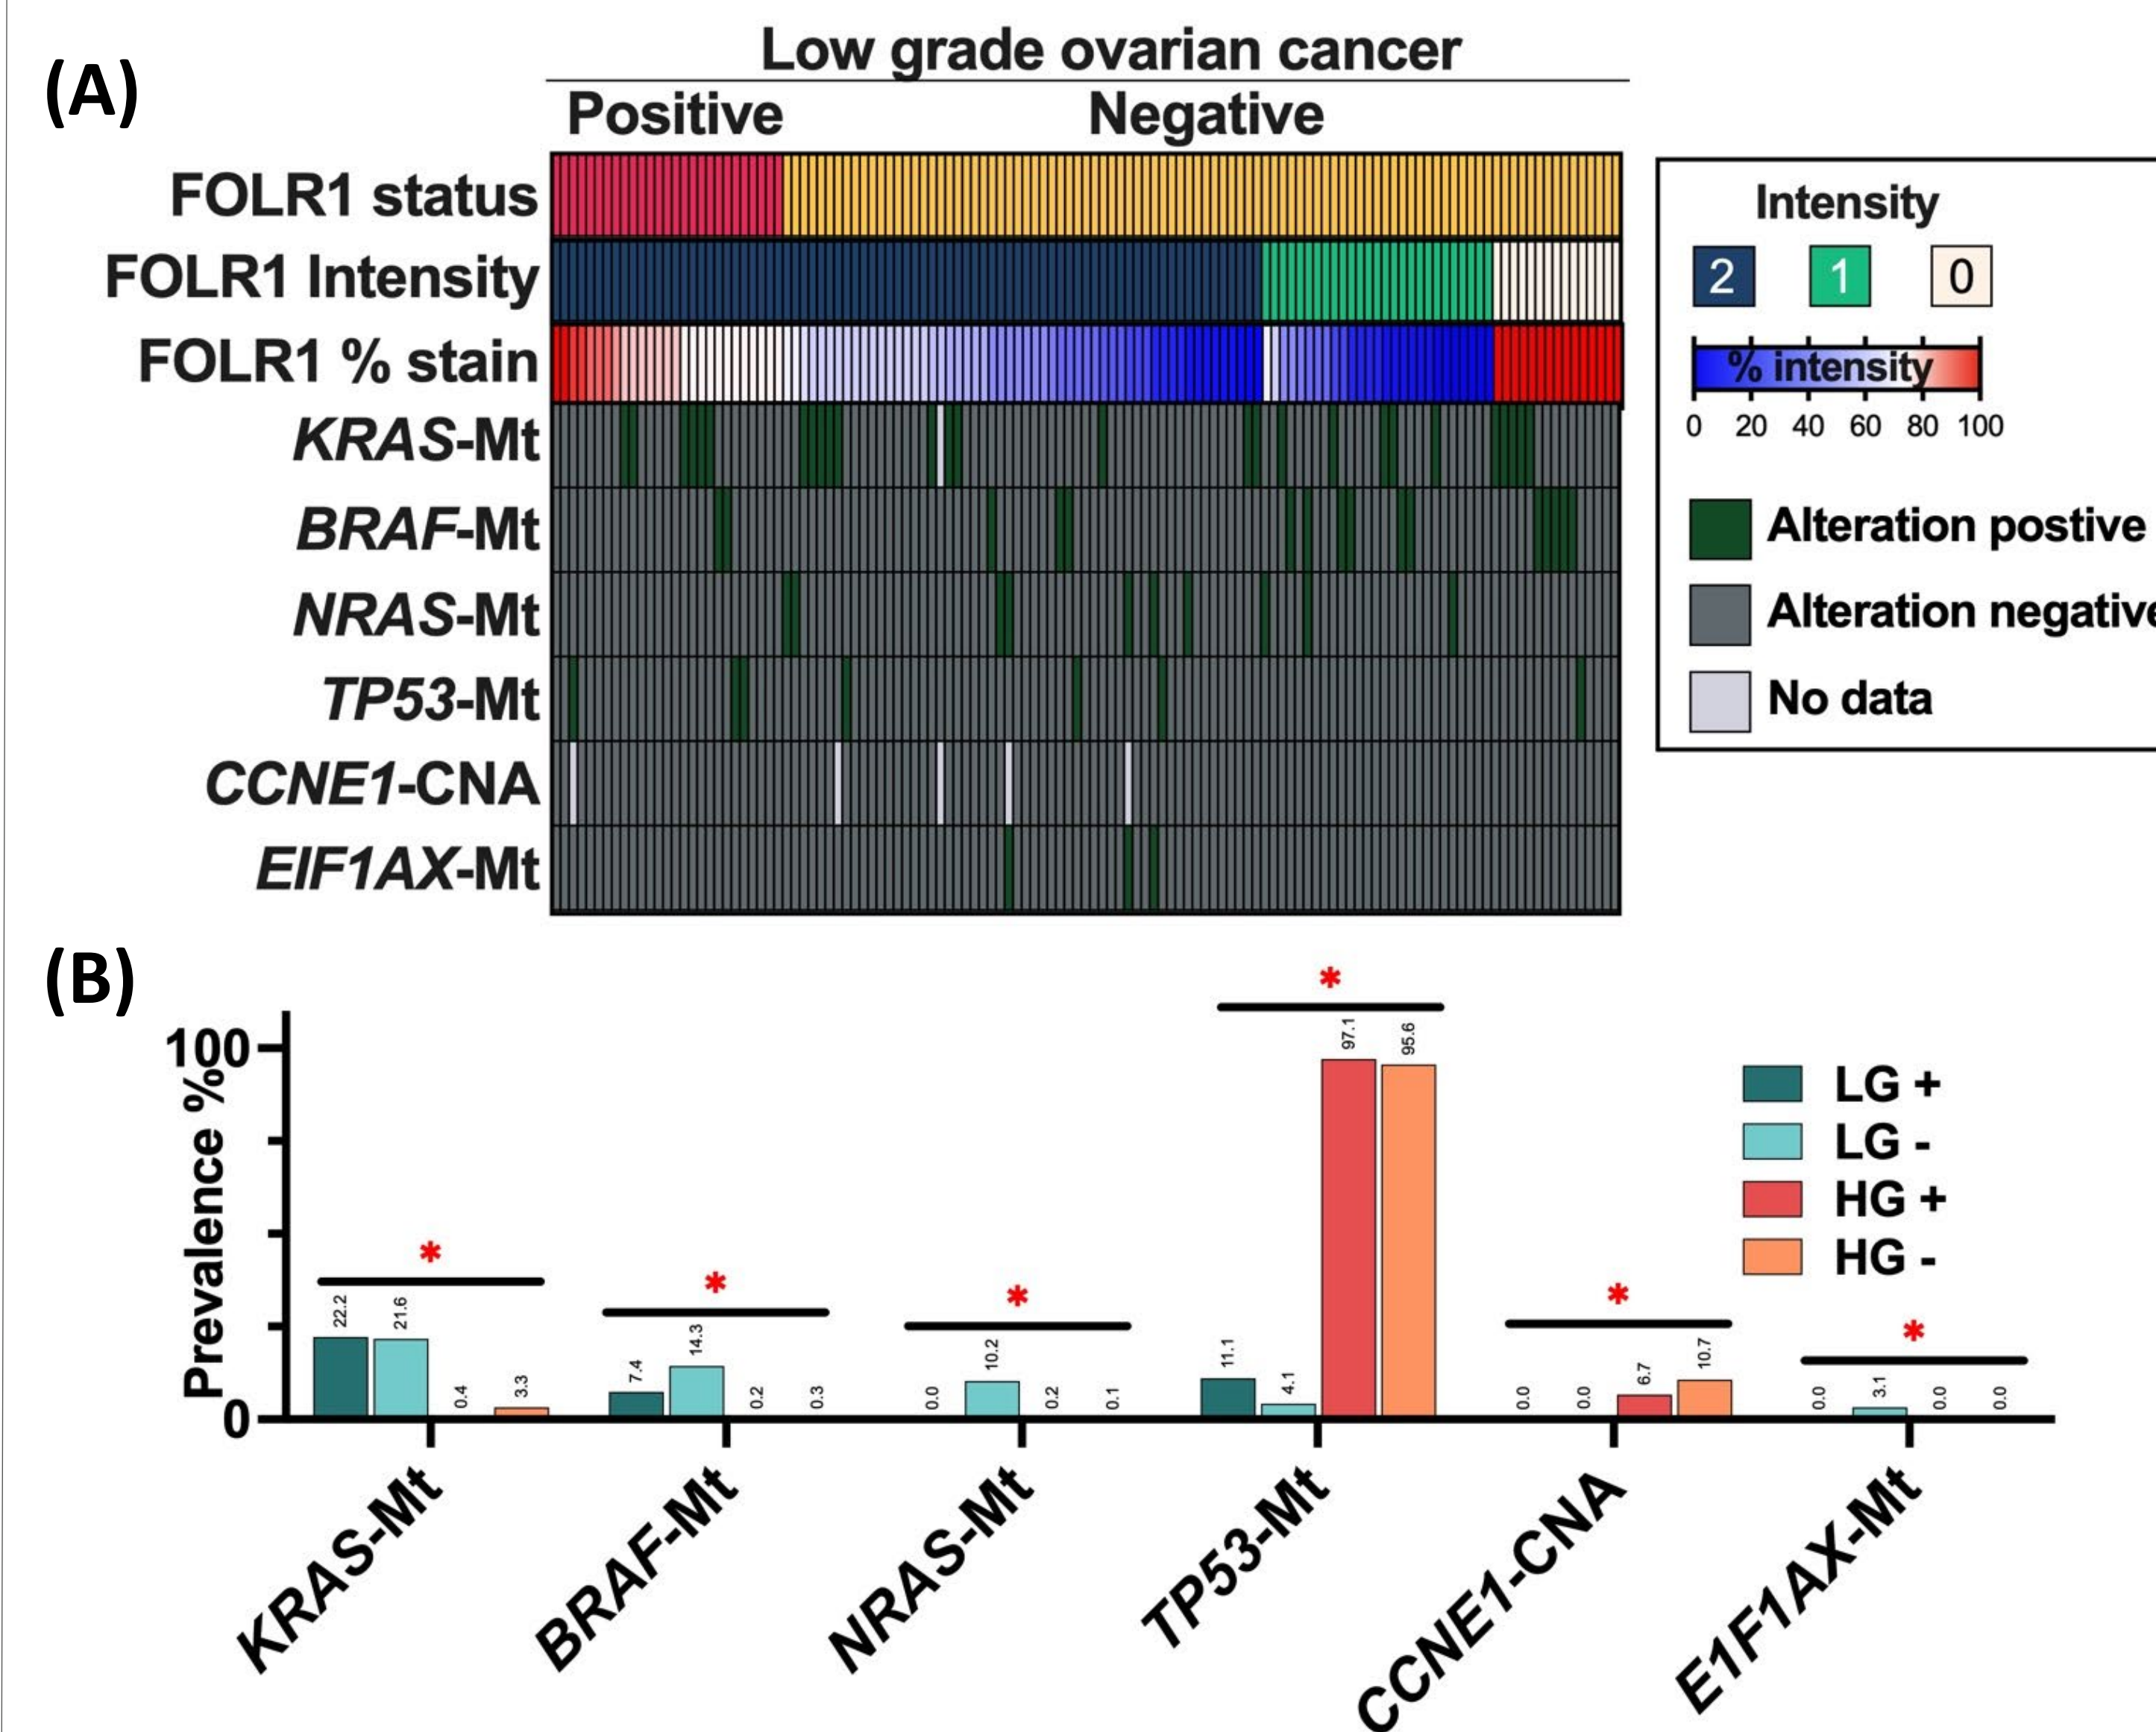 (A)
Low grade ovarian cancer
Positive Negative
FOLR1 status
FOLR1 Intensity
FOLR1 % stain
KRAS-Mt
BRAF-Mt
NRAS-Mt
TP53-Mt
CCNE1-CNA
EIF1AX-Mt
Intensity
2 1 0
% intensity
0 20 40 60 80 100
Alteration postive
Alteration negative
No data
(B)
Prevalence %
100
0
22.2 21.6 0.4 3.3
7.4 14.3 0.2 0.3
0.0 10.2 0.2 0.1
11.1 4.1 97.1 95.6
0.0 0.0 6.7 10.7
0.0 3.1 0.0 0.0
* * * * * *
LG +
LG -
HG +
HG -
KRAS-Mt
BRAF-Mt
NRAS-Mt
TP53-Mt
CCNE1-CNA
E1F1AX-Mt